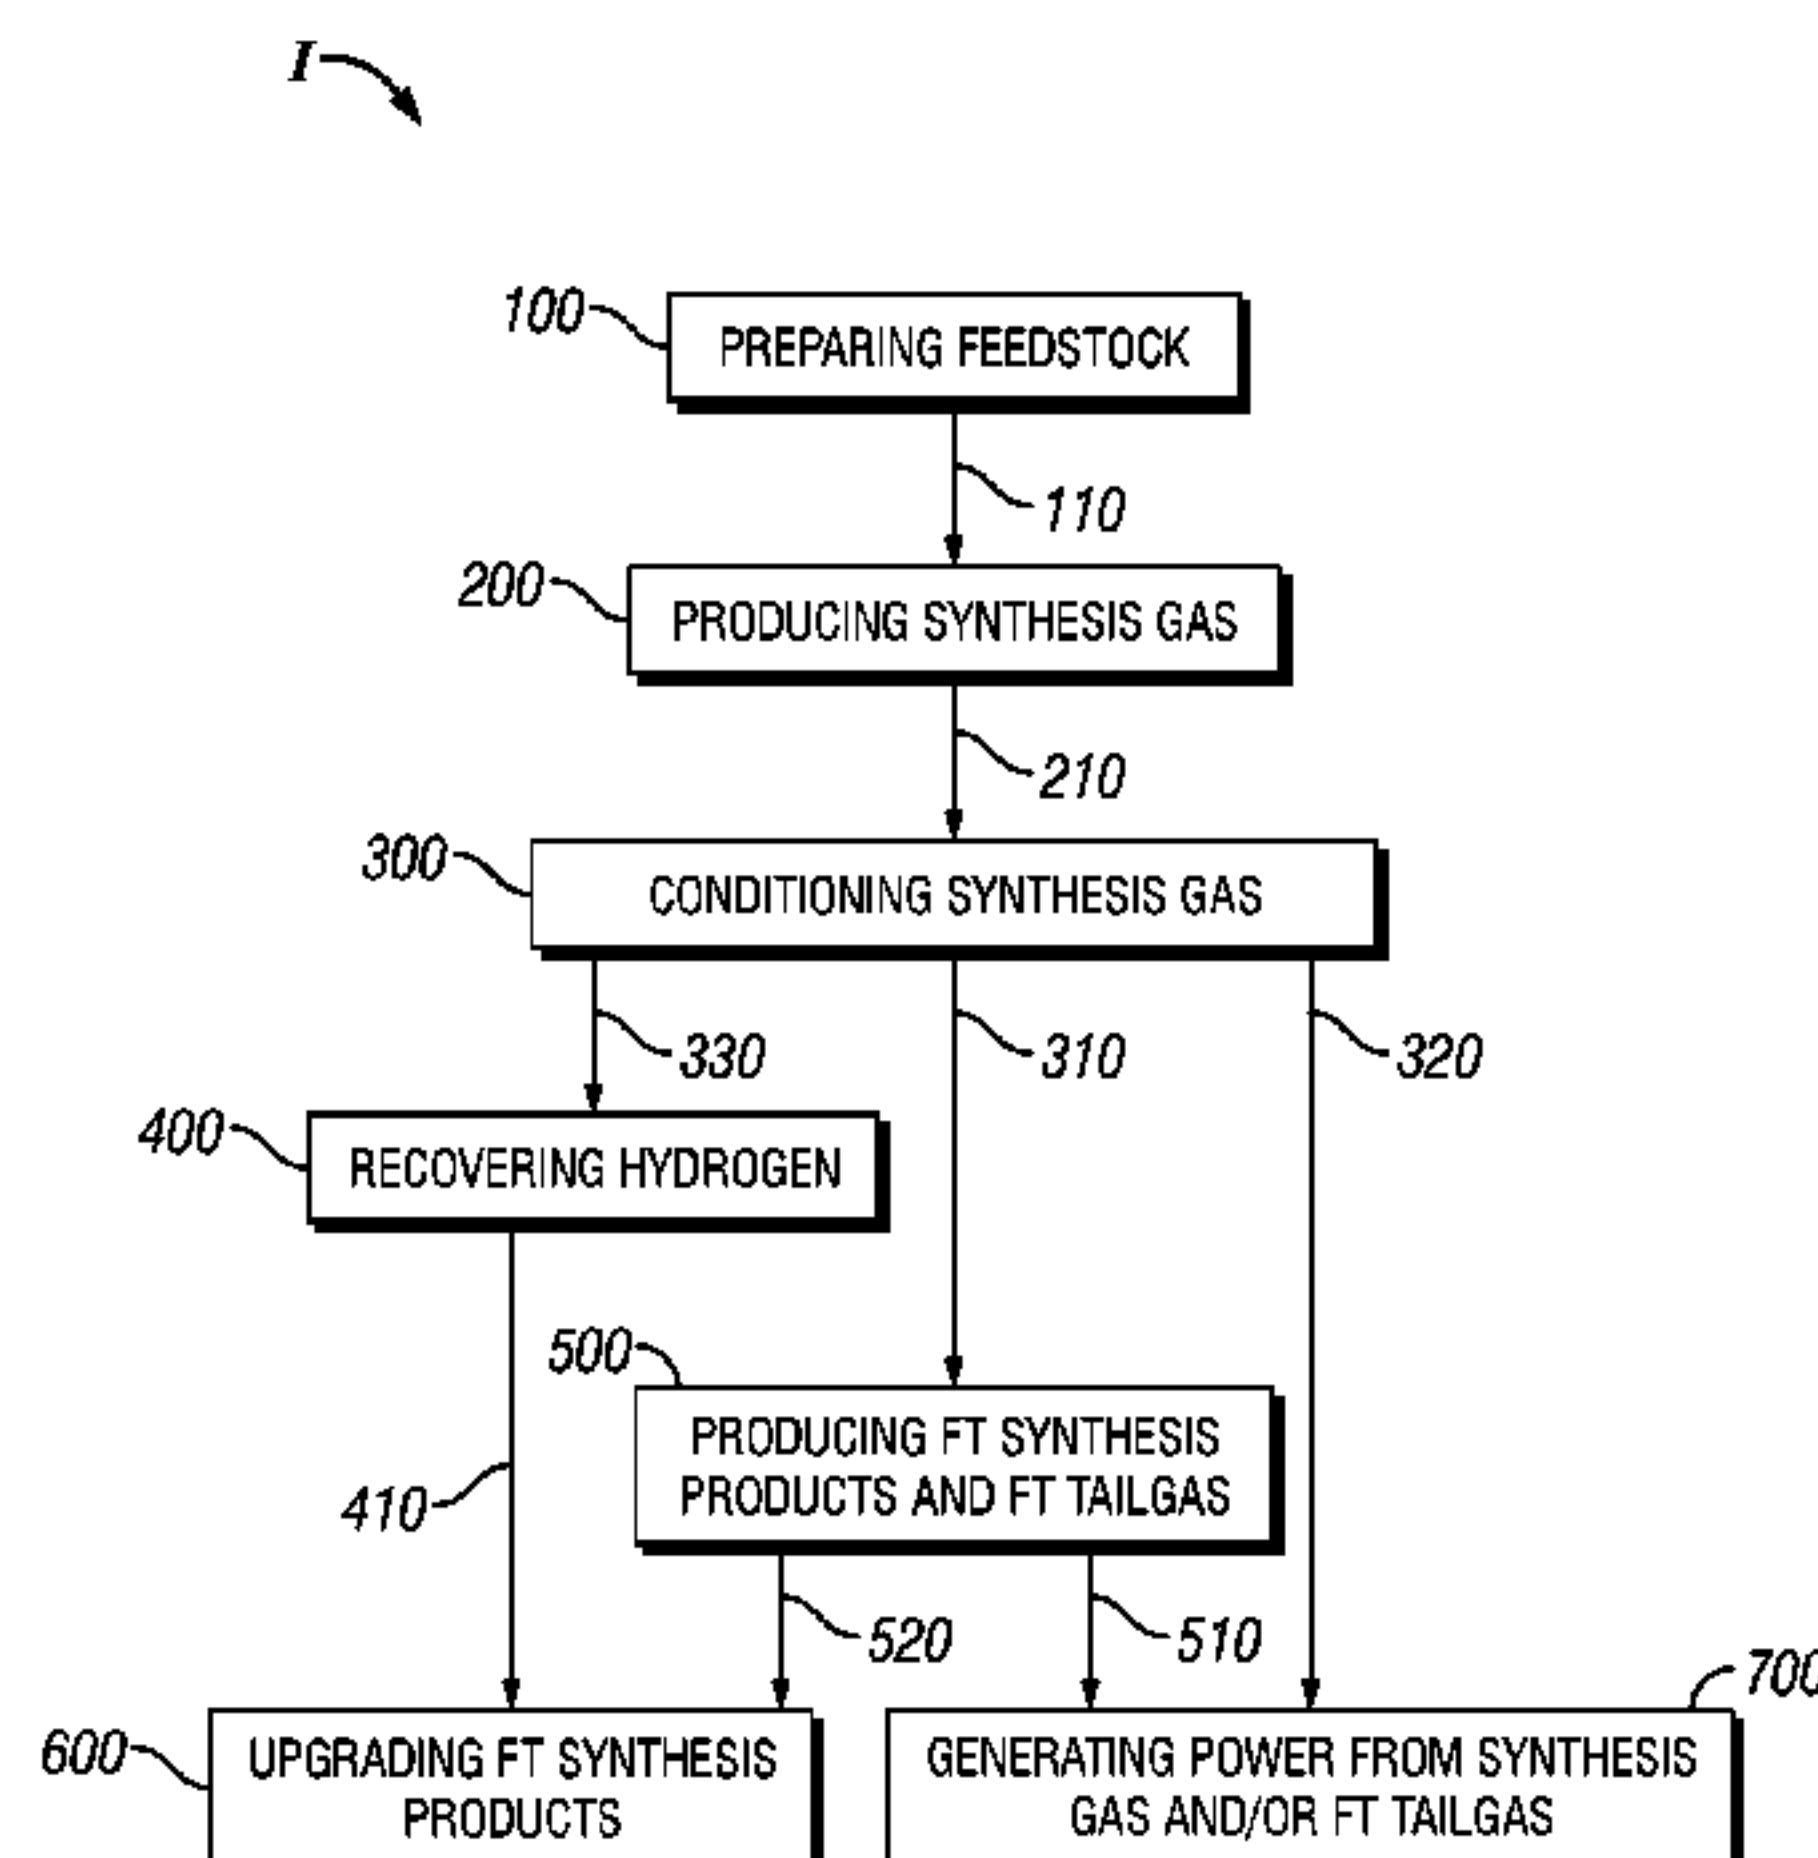 I
100
PREPARING FEEDSTOCK
110
200
PRODUCING SYNTHESIS GAS
210
300
CONDITIONING SYNTHESIS GAS
330
310
320
400
RECOVERING HYDROGEN
500
PRODUCING FT SYNTHESIS
PRODUCTS AND FT TAILGAS
410
520
510
700
600
UPGRADING FT SYNTHESIS
PRODUCTS
GENERATING POWER FROM SYNTHESIS
GAS AND/OR FT TAILGAS